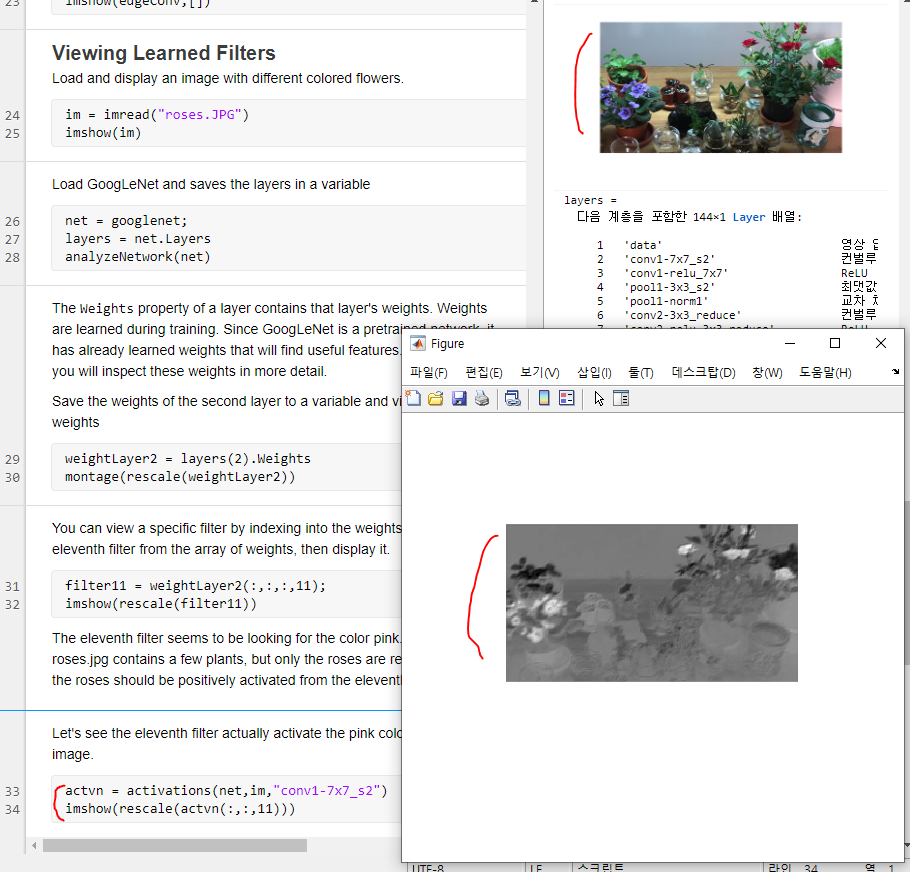 23
imshow(edgeConv,[])
Viewing Learned Filters
Load and display an image with different colored flowers.
24 im = imread("roses.JPG")
25 imshow(im)
Load GoogLeNet and saves the layers in a variable
26 net = googlenet;
27 layers = net.Layers
28 analyzeNetwork(net)
The Weights property of a layer contains that layer's weights. Weights
are learned during training. Since GoogLeNet is a pretrained network, it
has already learned weights that will find useful features.
you will inspect these weights in more detail.
Save the weights of the second layer to a variable and vi
weights
29 weightLayer2 = layers(2).Weights
30 montage(rescale(weightLayer2))
You can view a specific filter by indexing into the weights
eleventh filter from the array of weights, then display it.
31 filter11 = weightLayer2(:,:,:,11);
32 imshow(rescale(filter11))
The eleventh filter seems to be looking for the color pink.
roses.jpg contains a few plants, but only the roses are re
the roses should be positively activated from the eleventh
Let's see the eleventh filter actually activate the pink colo
image.
33 actvn = activations(net,im,"conv1-7x7_s2")
34 imshow(rescale(actvn(:,:,11)))
layers =
다음 계층을 포함한 144×1 Layer 배열:
1 'data' 영상 입
2 'conv1-7x7_s2' 컨벌루
3 'conv1-relu_7x7' ReLU
4 'pool1-3x3_s2' 최댓값
5 'pool1-norm1' 교차 채
6 'conv2-3x3_reduce' 컨벌루
7 'conv2-relu_3x3_reduce' ReLU
Figure
파일(F) 편집(E) 보기(V) 삽입(I) 툴(T) 데스크탑(D) 창(W) 도움말(H)
UTF-8 LF 스크립트 라인 34 열 1